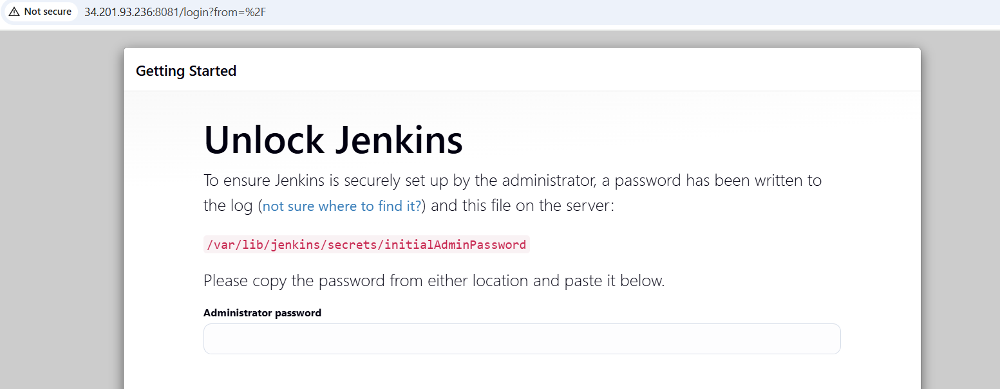 Not secure 34.201.93.236:8081/login?from=%2F
Getting Started
Unlock Jenkins
To ensure Jenkins is securely set up by the administrator, a password has been written to
the log (not sure where to find it?) and this file on the server:
/var/lib/jenkins/secrets/initialAdminPassword
Please copy the password from either location and paste it below.
Administrator password